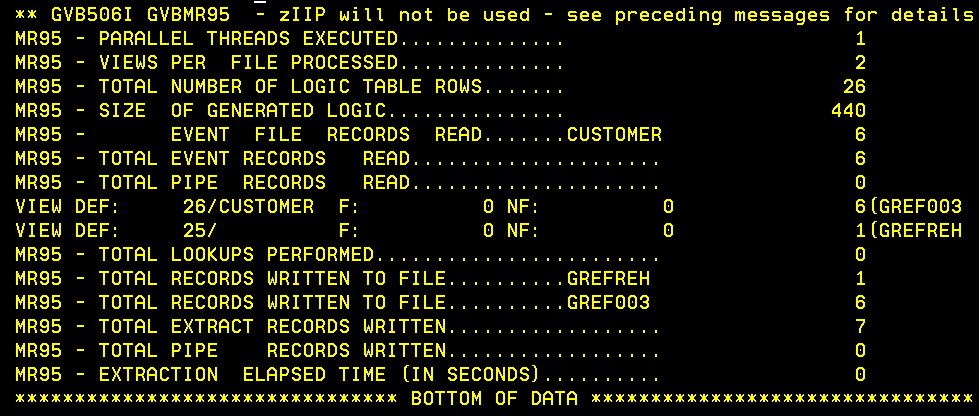 ** GVB506I GVBMR95  - zIIP will not be used - see preceding messages for details
MR95 - PARALLEL THREADS EXECUTED..............                        1
MR95 - VIEWS PER  FILE PROCESSED..............                        2
MR95 - TOTAL NUMBER OF LOGIC TABLE ROWS.......                       26
MR95 - SIZE  OF GENERATED LOGIC...............                      440
MR95 -       EVENT  FILE  RECORDS  READ.......CUSTOMER                6
MR95 - TOTAL EVENT RECORDS   READ.....................                6
MR95 - TOTAL PIPE  RECORDS   READ.....................                0
VIEW DEF:     26/CUSTOMER  F:          0 NF:          0               6(GREF003
VIEW DEF:     25/          F:          0 NF:          0               1(GREFREH
MR95 - TOTAL LOOKUPS PERFORMED........................                0
MR95 - TOTAL RECORDS WRITTEN TO FILE..........GREFREH                 1
MR95 - TOTAL RECORDS WRITTEN TO FILE..........GREF003                 6
MR95 - TOTAL EXTRACT RECORDS WRITTEN..................                7
MR95 - TOTAL PIPE    RECORDS WRITTEN..................                0
MR95 - EXTRACTION  ELAPSED TIME (IN SECONDS)..........                0
******************************** BOTTOM OF DATA ********************************